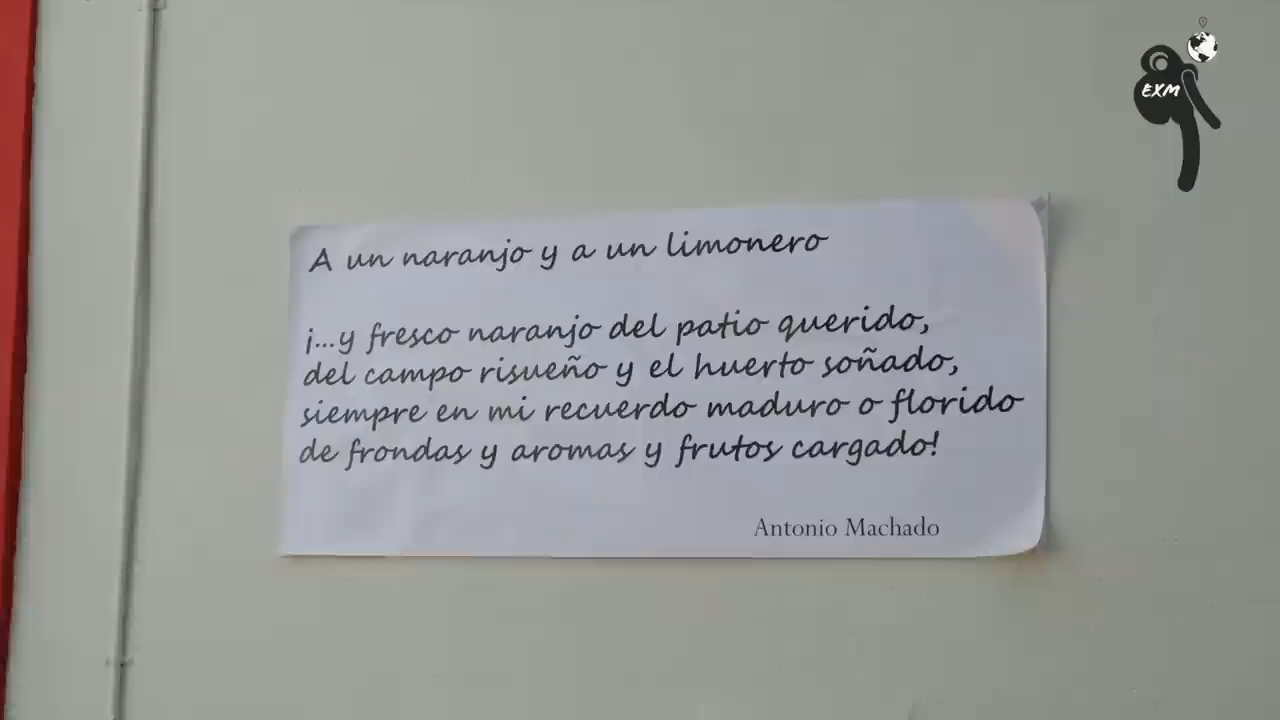 EXM
A un naranjo y a un limonero
¡...y fresco naranjo del patio querido,
del campo risueño y el huerto soñado,
siempre en mi recuerdo maduro o florido
de frondas y aromas y frutos cargado!
Antonio Machado